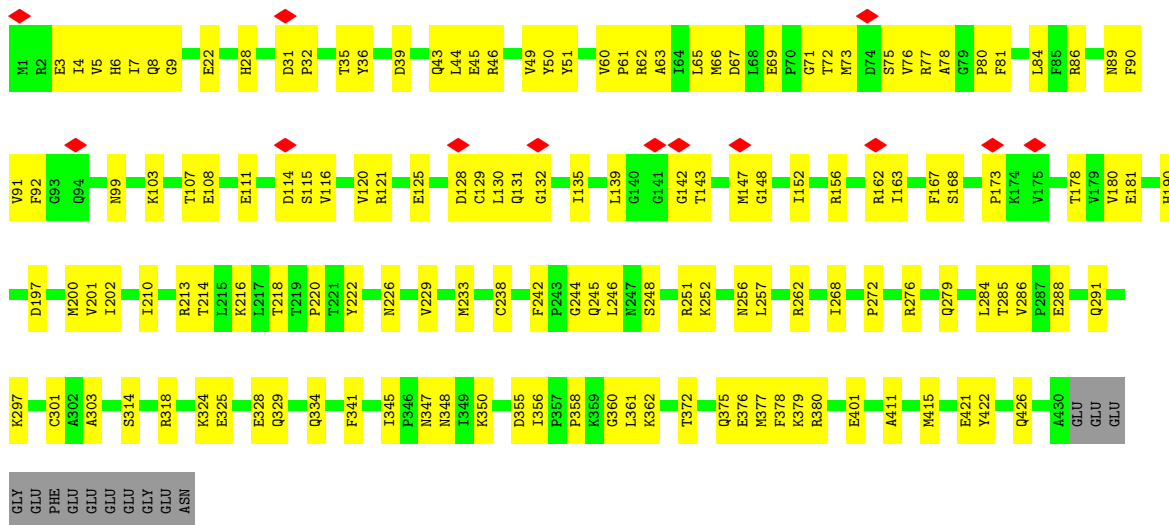 M1 R2 E3 I4 V5 H6 I7 Q8 G9 E22 H28 D31 P32 T35 Y36 D39 Q43 L44 E45 R46 V49 Y50 Y51 V60 P61 R62 A63 I64 L65 M66 D67 L68 E69 P70 G71 T72 M73 D74 S75 V76 R77 A78 G79 P80 F81 L84 F85 R86 N89 F90
V91 F92 G93 Q94 N99 K103 T107 E108 E111 D114 S115 V116 V120 R121 E125 D128 C129 L130 Q131 G132 I135 L139 G140 G141 G142 T143 M147 G148 I152 R156 R162 I163 F167 S168 P173 K174 V175 T178 V179 V180 E181 H190
D197 M200 V201 I202 I210 R213 T214 L215 K216 L217 T218 T219 P220 T221 Y222 N226 V229 M233 C238 F242 P243 G244 Q245 L246 N247 S248 R251 K252 N256 L257 R262 I268 P272 R276 Q279 L284 T285 V286 P287 E288 Q291
K297 C301 A302 A303 S314 R318 K324 E325 E328 Q329 Q334 F341 I345 P346 N347 N348 I349 K350 D355 I356 P357 P358 K359 G360 L361 K362 T372 Q375 E376 M377 F378 K379 R380 E401 A411 M415 E421 Y422 Q426 A430 GLU GLU GLU
GLY GLU PHE GLU GLU GLU GLU GLY GLU ASN